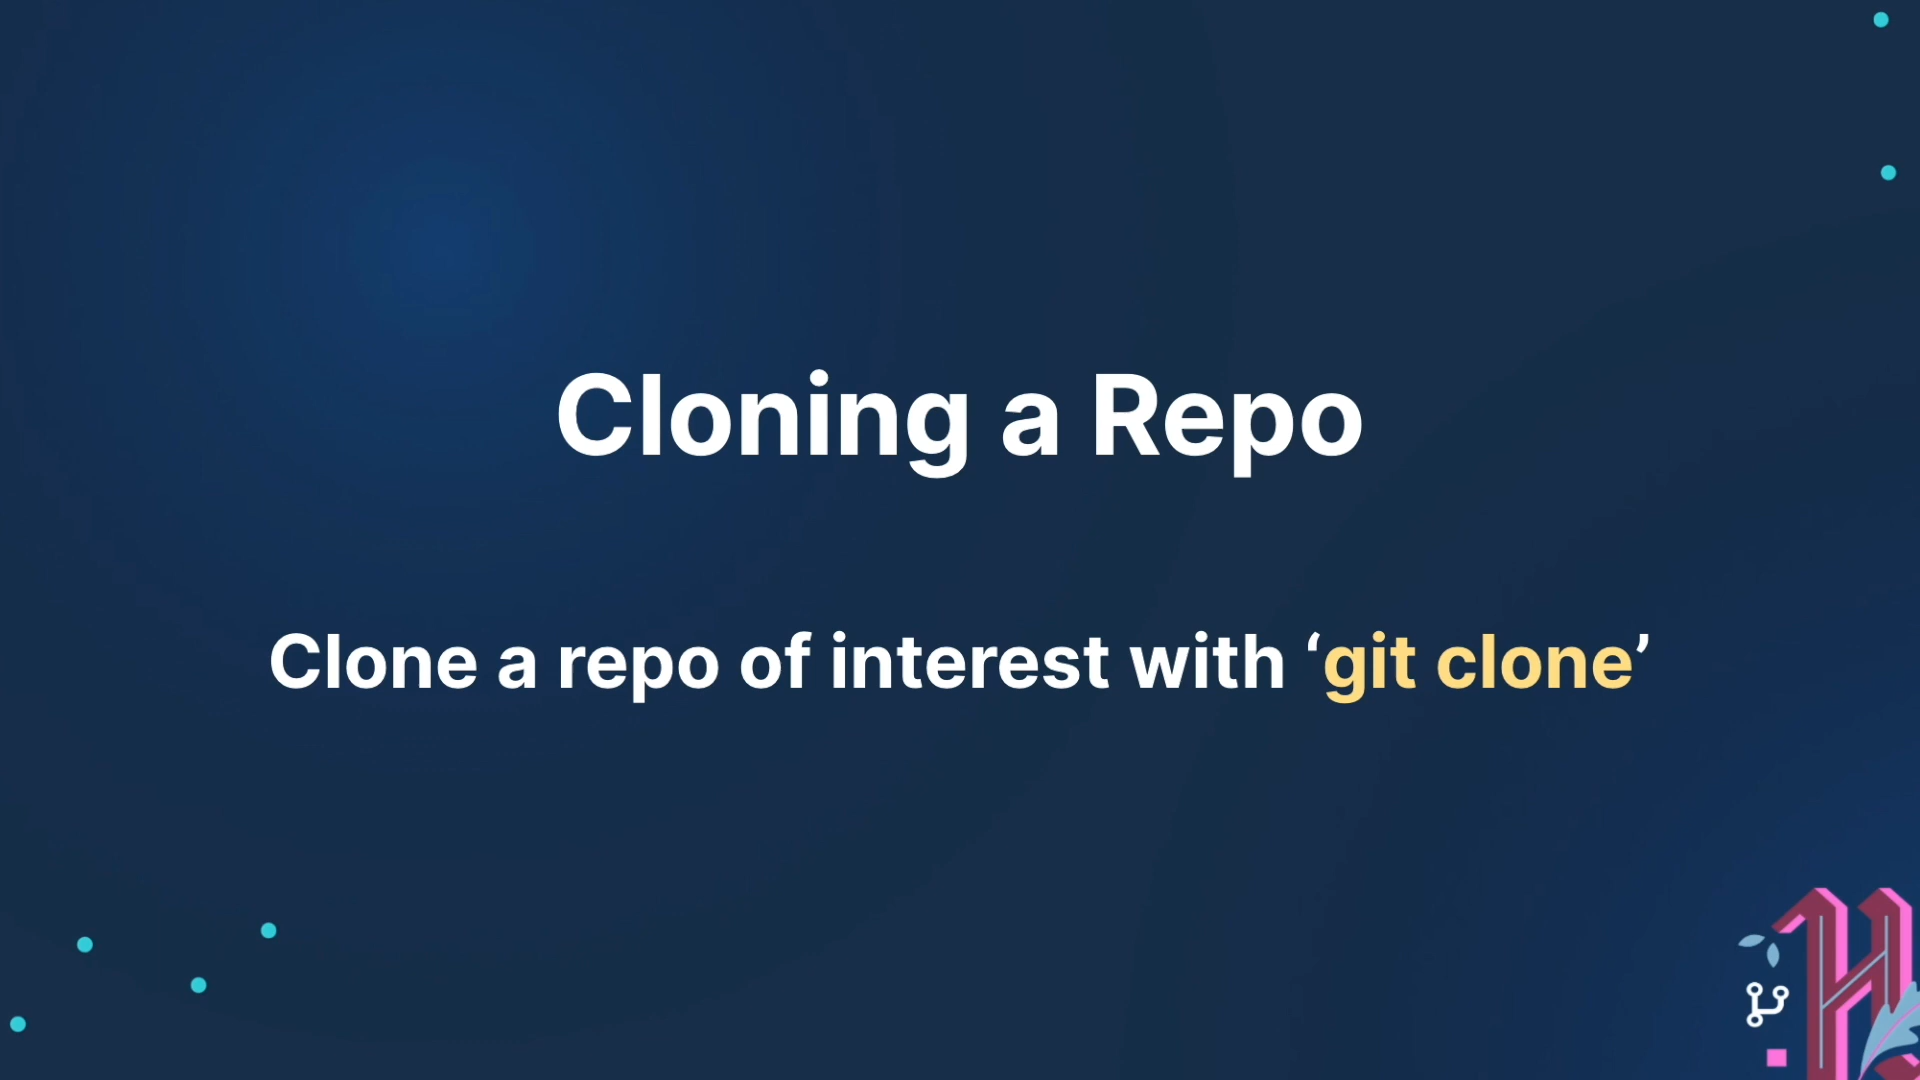 Cloning a Repo
Clone a repo of interest with ‘git clone’